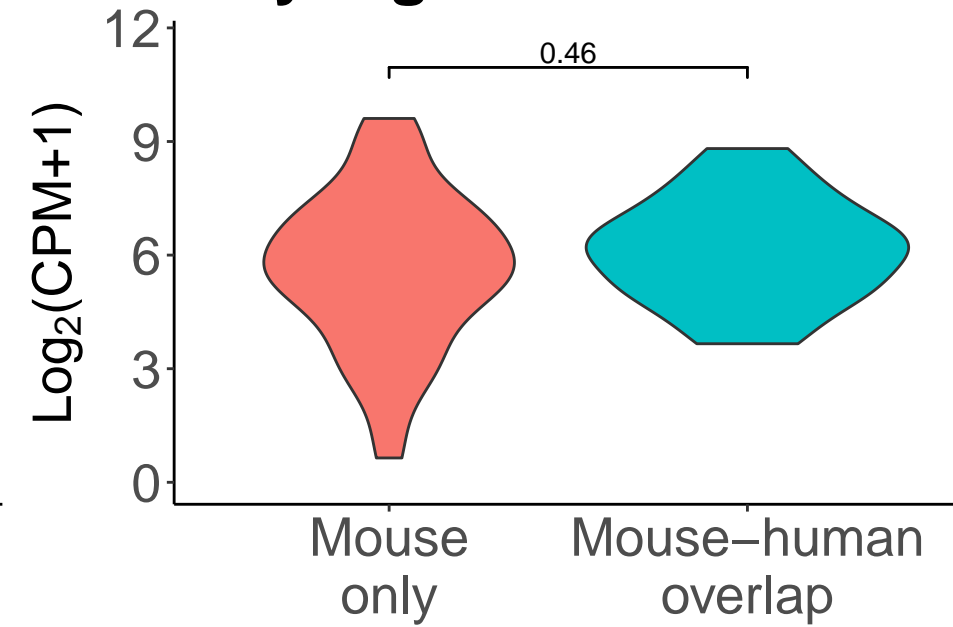 12
9
6
3
0
Log₂(CPM+1)
0.46
Mouse
only
Mouse−human
overlap